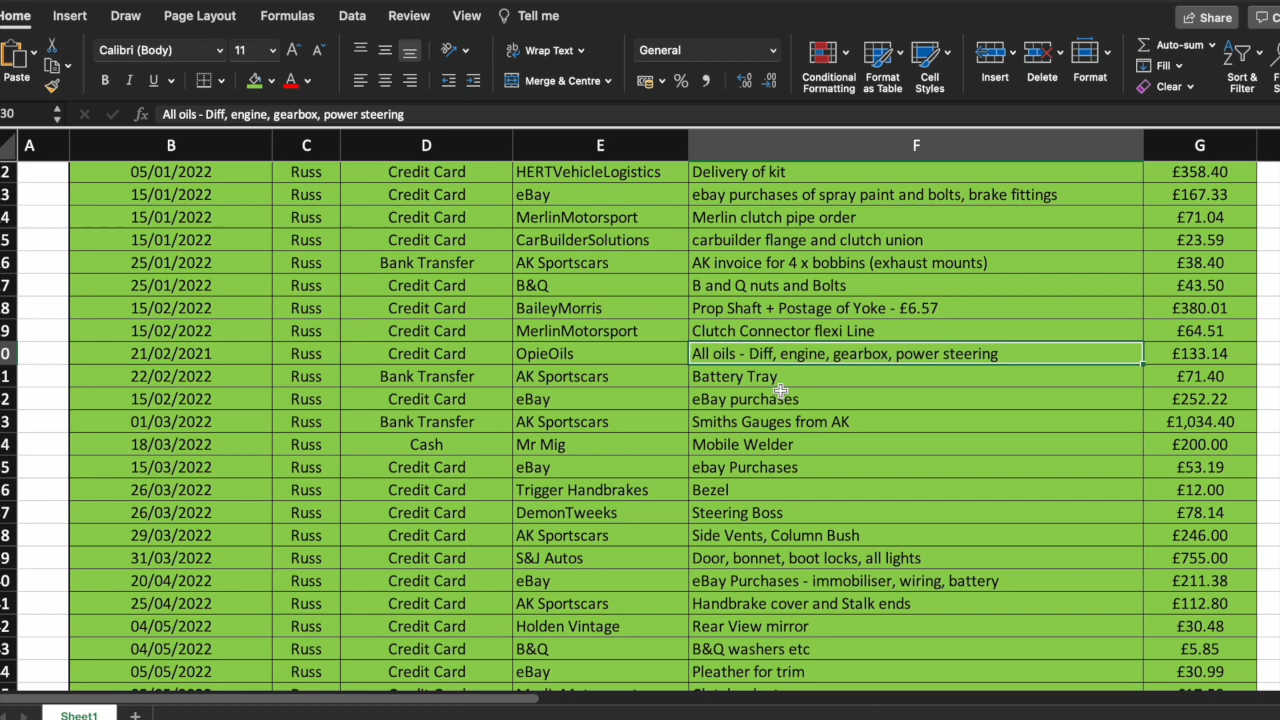 Home Insert Draw Page Layout Formulas Data Review View Tell me Share
Paste Calibri (Body) 11 Wrap Text General Conditional Formatting Format as Table Cell Styles Insert Delete Format Auto-sum Fill Clear Sort & Filter
B I U A Merge & Centre
30 fx All oils - Diff, engine, gearbox, power steering
A B C D E F G
2 05/01/2022 Russ Credit Card HERTVehicleLogistics Delivery of kit £358.40
3 15/01/2022 Russ Credit Card eBay ebay purchases of spray paint and bolts, brake fittings £167.33
4 15/01/2022 Russ Credit Card MerlinMotorsport Merlin clutch pipe order £71.04
5 15/01/2022 Russ Credit Card CarBuilderSolutions carbuilder flange and clutch union £23.59
6 25/01/2022 Russ Bank Transfer AK Sportscars AK invoice for 4 x bobbins (exhaust mounts) £38.40
7 25/01/2022 Russ Credit Card B&Q B and Q nuts and Bolts £43.50
8 15/02/2022 Russ Credit Card BaileyMorris Prop Shaft + Postage of Yoke - £6.57 £380.01
9 15/02/2022 Russ Credit Card MerlinMotorsport Clutch Connector flexi Line £64.51
0 21/02/2021 Russ Credit Card OpieOils All oils - Diff, engine, gearbox, power steering £133.14
1 22/02/2022 Russ Bank Transfer AK Sportscars Battery Tray £71.40
2 15/02/2022 Russ Credit Card eBay eBay purchases £252.22
3 01/03/2022 Russ Bank Transfer AK Sportscars Smiths Gauges from AK £1,034.40
4 18/03/2022 Russ Cash Mr Mig Mobile Welder £200.00
5 15/03/2022 Russ Credit Card eBay ebay Purchases £53.19
6 26/03/2022 Russ Credit Card Trigger Handbrakes Bezel £12.00
7 26/03/2022 Russ Credit Card DemonTweeks Steering Boss £78.14
8 29/03/2022 Russ Credit Card AK Sportscars Side Vents, Column Bush £246.00
9 31/03/2022 Russ Credit Card S&J Autos Door, bonnet, boot locks, all lights £755.00
0 20/04/2022 Russ Credit Card eBay eBay Purchases - immobiliser, wiring, battery £211.38
1 25/04/2022 Russ Credit Card AK Sportscars Handbrake cover and Stalk ends £112.80
2 04/05/2022 Russ Credit Card Holden Vintage Rear View mirror £30.48
3 04/05/2022 Russ Credit Card B&Q B&Q washers etc £5.85
4 05/05/2022 Russ Credit Card eBay Pleather for trim £30.99
Sheet1